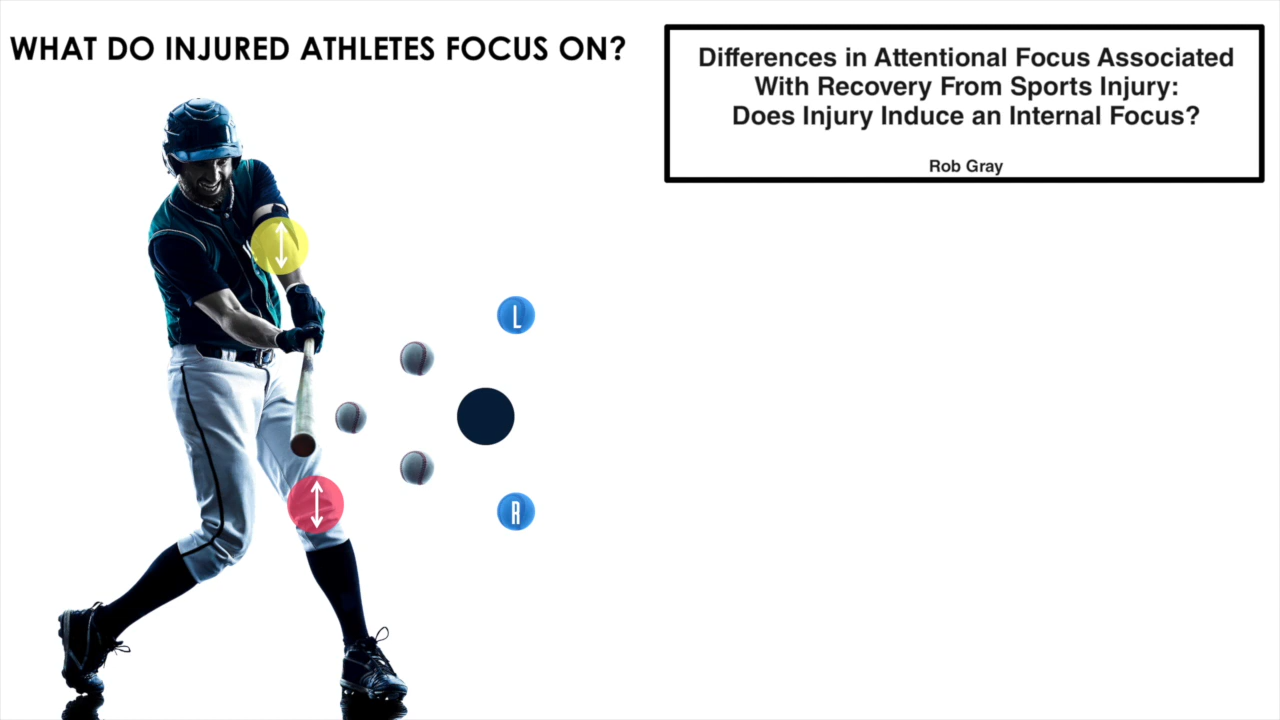 WHAT DO INJURED ATHLETES FOCUS ON?
Differences in Attentional Focus Associated
With Recovery From Sports Injury:
Does Injury Induce an Internal Focus?
Rob Gray
L
R